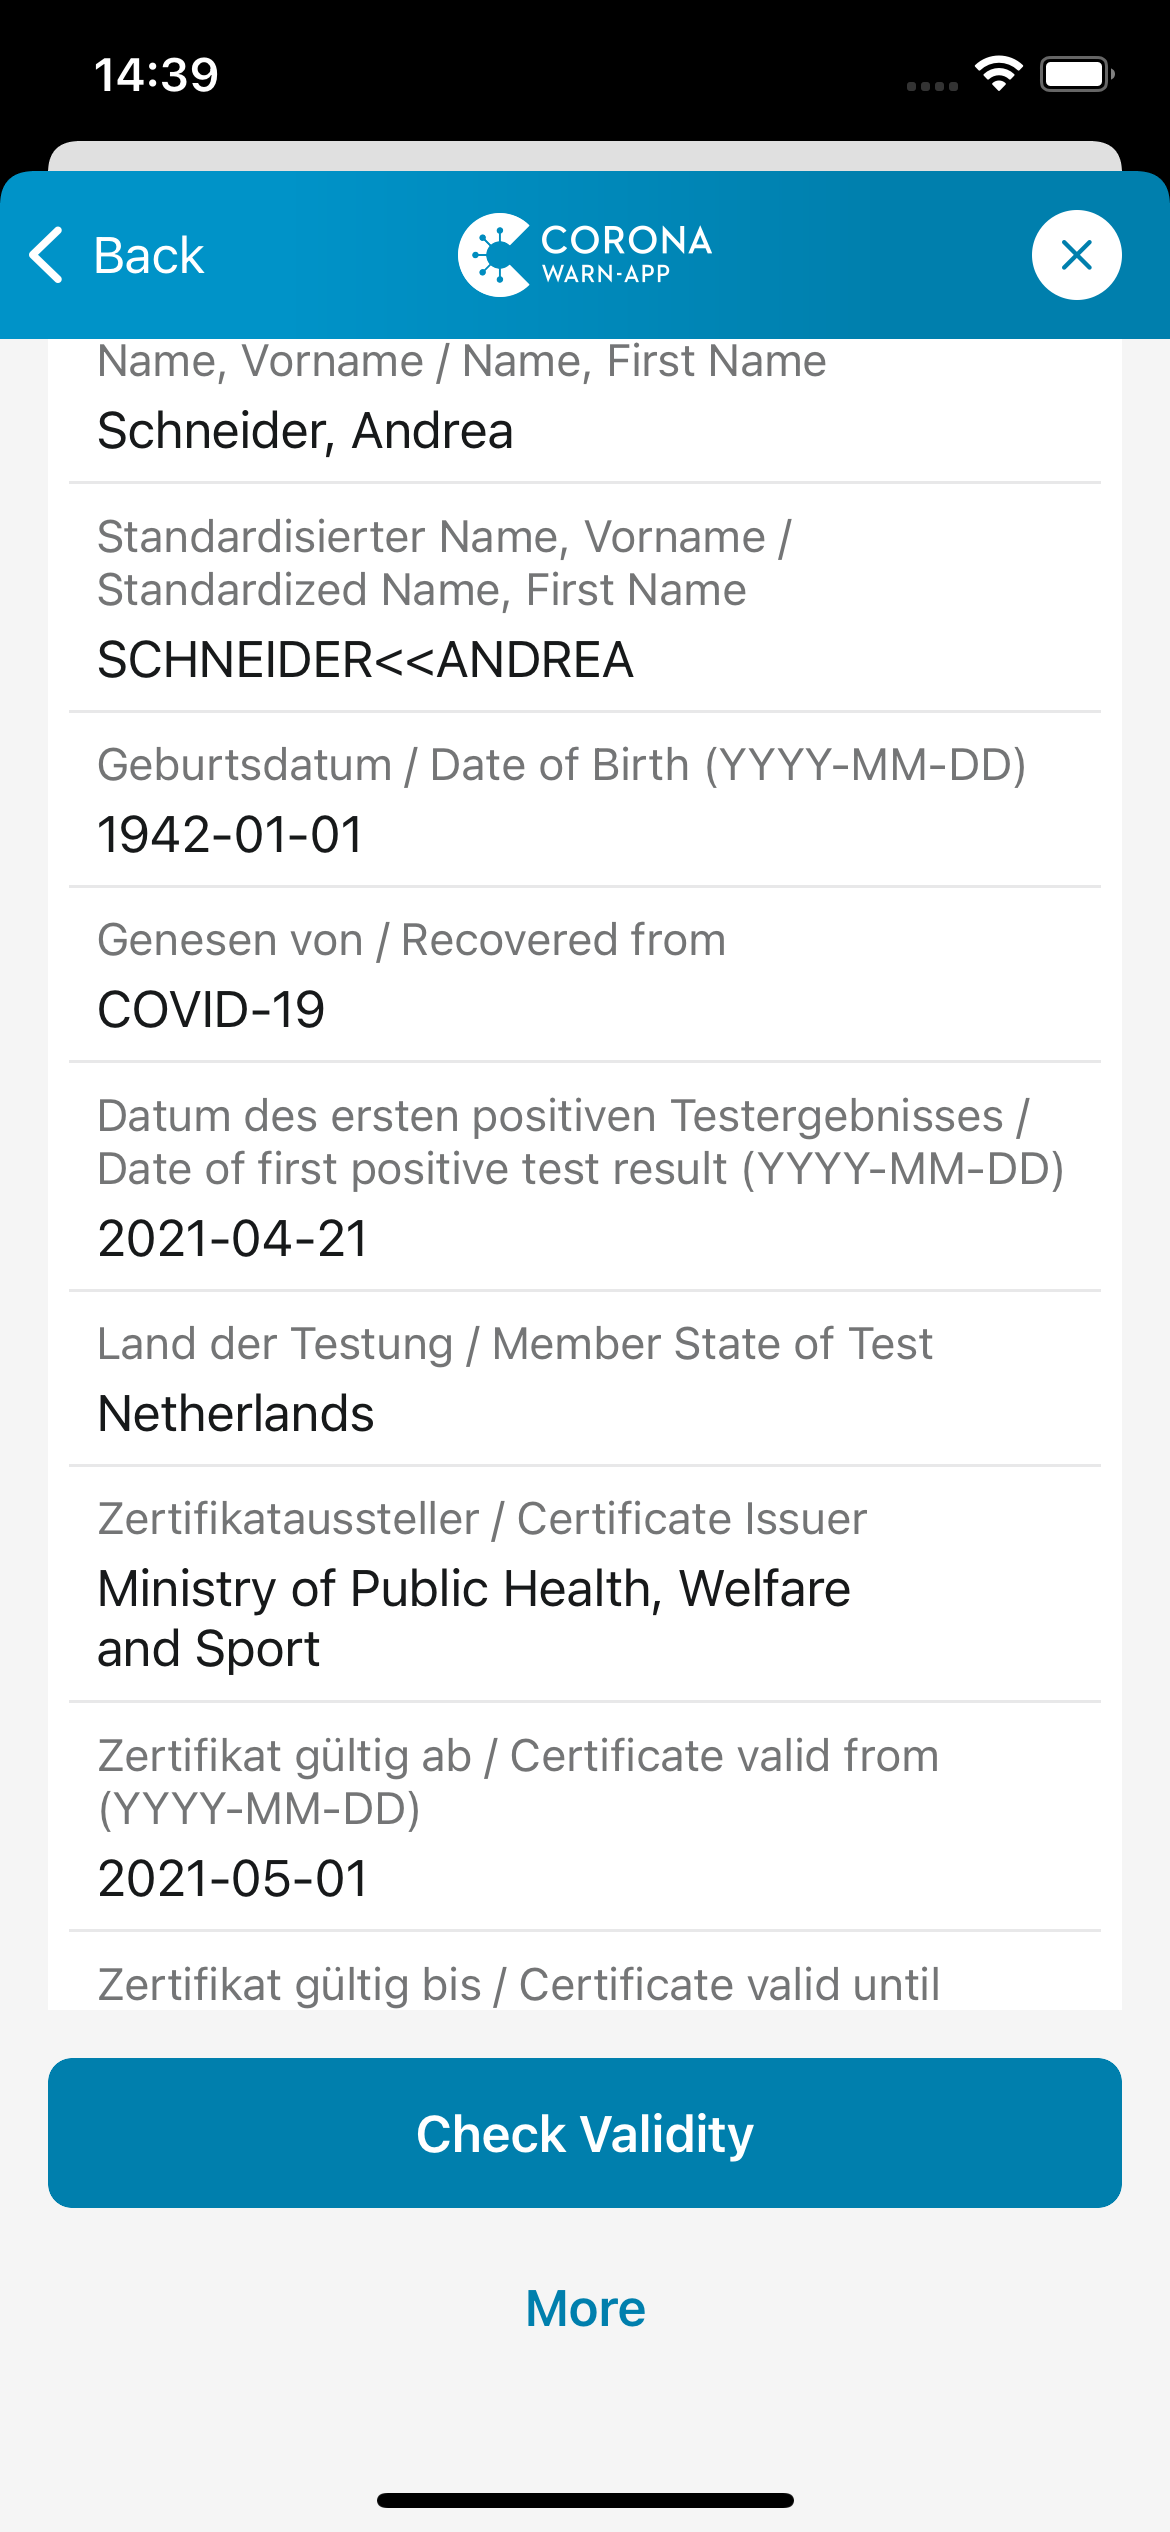 14:39
Back
CORONA
WARN-APP
Name, Vorname / Name, First Name
Schneider, Andrea
Standardisierter Name, Vorname /
Standardized Name, First Name
SCHNEIDER<<ANDREA
Geburtsdatum / Date of Birth (YYYY-MM-DD)
1942-01-01
Genesen von / Recovered from
COVID-19
Datum des ersten positiven Testergebnisses /
Date of first positive test result (YYYY-MM-DD)
2021-04-21
Land der Testung / Member State of Test
Netherlands
Zertifikataussteller / Certificate Issuer
Ministry of Public Health, Welfare
and Sport
Zertifikat gültig ab / Certificate valid from
(YYYY-MM-DD)
2021-05-01
Zertifikat gültig bis / Certificate valid until
Check Validity
More